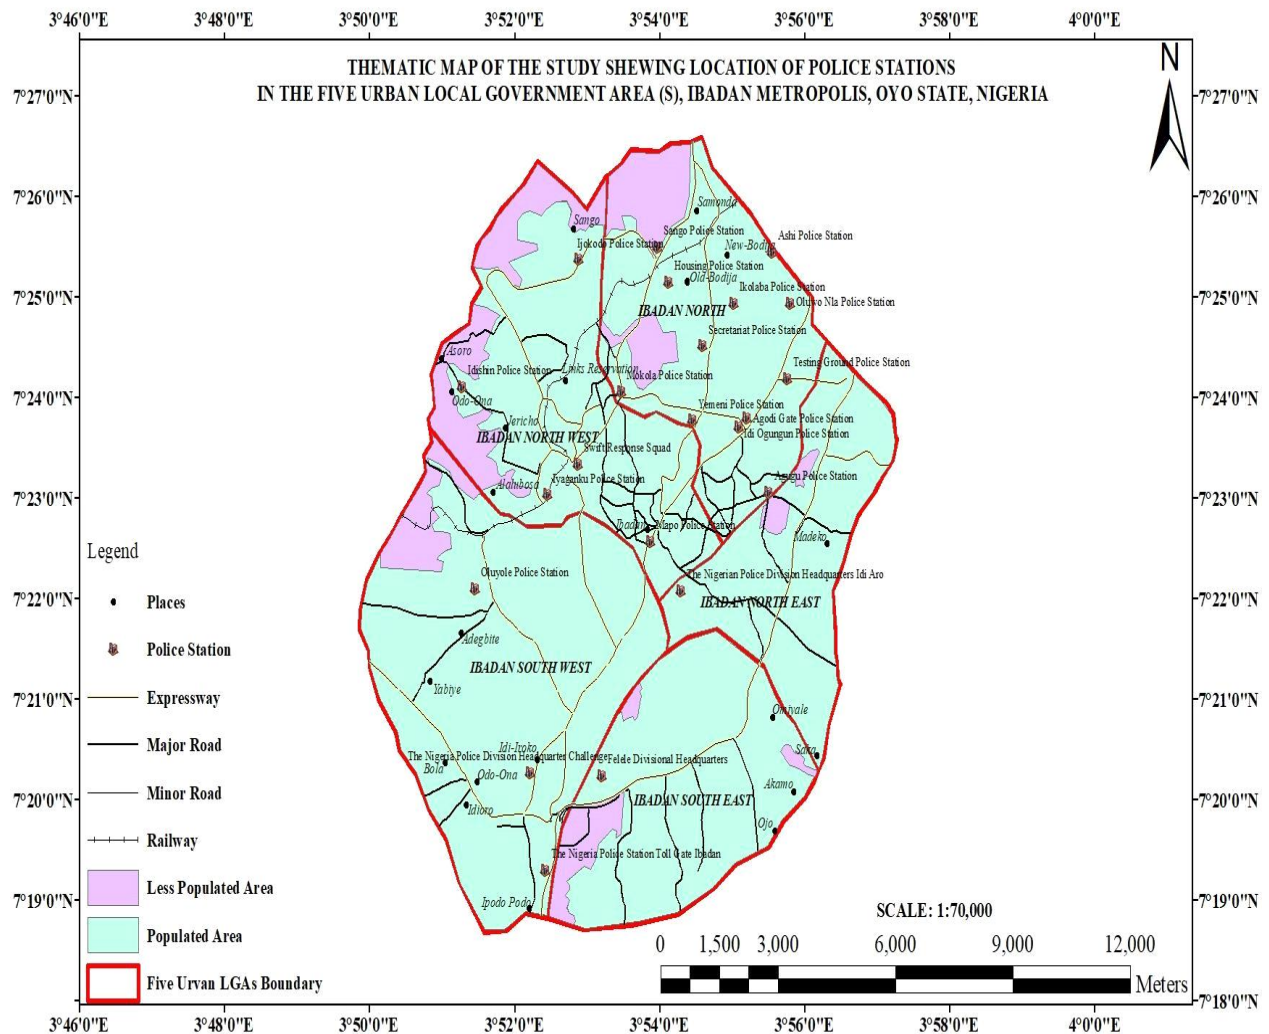 3°46'0"E 3°48'0"E 3°50'0"E 3°52'0"E 3°54'0"E 3°56'0"E 3°58'0"E 4°0'0"E
N
THEMATIC MAP OF THE STUDY SHEWING LOCATION OF POLICE STATIONS
IN THE FIVE URBAN LOCAL GOVERNMENT AREA (S), IBADAN METROPOLIS, OYO STATE, NIGERIA
7°27'0"N 7°27'0"N
7°26'0"N 7°26'0"N
Samonda
Sango
Sango Police Station
Ashi Police Station
Ijokodo Police Station
New-Bodija
Housing Police Station
Old-Bodija
7°25'0"N 7°25'0"N
Ikolaba Police Station
Oluwo Nla Police Station
IBADAN NORTH
Secretariat Police Station
Asoro
Testing Ground Police Station
Idishin Police Station
Links Reservation
Mokola Police Station
7°24'0"N 7°24'0"N
Odo-Ona
Yemeni Police Station
Jericho
Agodi Gate Police Station
IBADAN NORTH WEST
Idi Ogungun Police Station
Swift Response Squad
Iyaganku Police Station
Agugu Police Station
Alalubosa
7°23'0"N 7°23'0"N
Ibadan
Mapo Police Station
Madeko
Legend
Oluyole Police Station
The Nigerian Police Division Headquarters Idi Aro
7°22'0"N 7°22'0"N
Places
IBADAN NORTH EAST
Adegbite
Police Station
IBADAN SOUTH WEST
Yabiye
7°21'0"N 7°21'0"N
Expressway
Omiyale
Major Road
Idi-Iroko
Saka
The Nigeria Police Division Headquarter Challenge
Felele Divisional Headquarters
Bola
Odo-Ona
Akamo
7°20'0"N 7°20'0"N
Minor Road
IBADAN SOUTH EAST
Idioro
Ojo
Railway
The Nigeria Police Station Toll Gate Ibadan
Less Populated Area
7°19'0"N 7°19'0"N
Ipodo Podo
SCALE: 1:70,000
Populated Area
0 1,500 3,000 6,000 9,000 12,000
Meters
Five Urvan LGAs Boundary
7°18'0"N 7°18'0"N
3°46'0"E 3°48'0"E 3°50'0"E 3°52'0"E 3°54'0"E 3°56'0"E 3°58'0"E 4°0'0"E